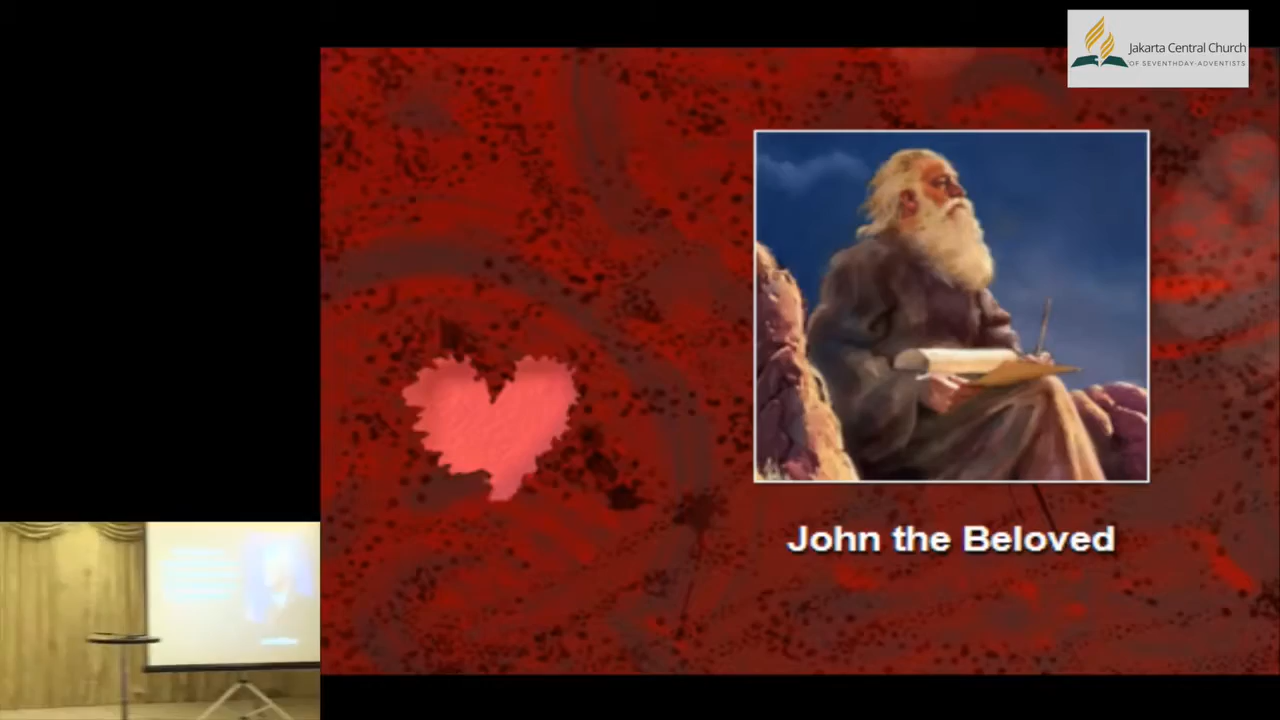 Jakarta Central Church
OF SEVENTHDAY-ADVENTISTS
John the Beloved